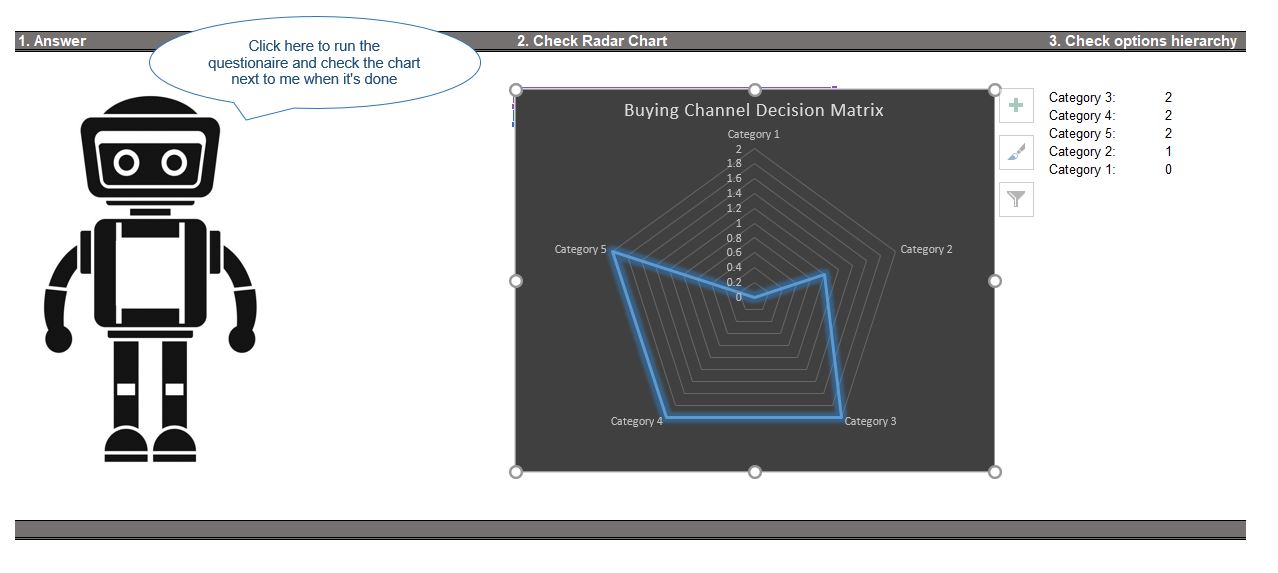 1. Answer
2. Check Radar Chart
3. Check options hierarchy
Click here to run the
questionaire and check the chart
next to me when it's done
Buying Channel Decision Matrix
Category 1
2
1.8
1.6
1.4
1.2
1
0.8
0.6
0.4
0.2
0
Category 2
Category 3
Category 4
Category 5
Category 3: 2
Category 4: 2
Category 5: 2
Category 2: 1
Category 1: 0